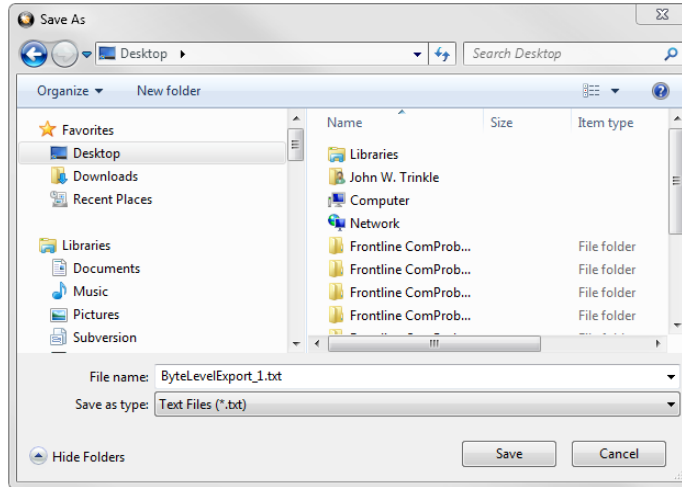 Save As
Desktop
Search Desktop
Organize
New folder
Favorites
Desktop
Downloads
Recent Places
Libraries
Documents
Music
Pictures
Subversion
Name Size Item type
Libraries
John W. Trinkle
Computer
Network
Frontline ComProb... File folder
Frontline ComProb... File folder
Frontline ComProb... File folder
Frontline ComProb... File folder
File name: ByteLevelExport_1.txt
Save as type: Text Files (*.txt)
Hide Folders
Save
Cancel